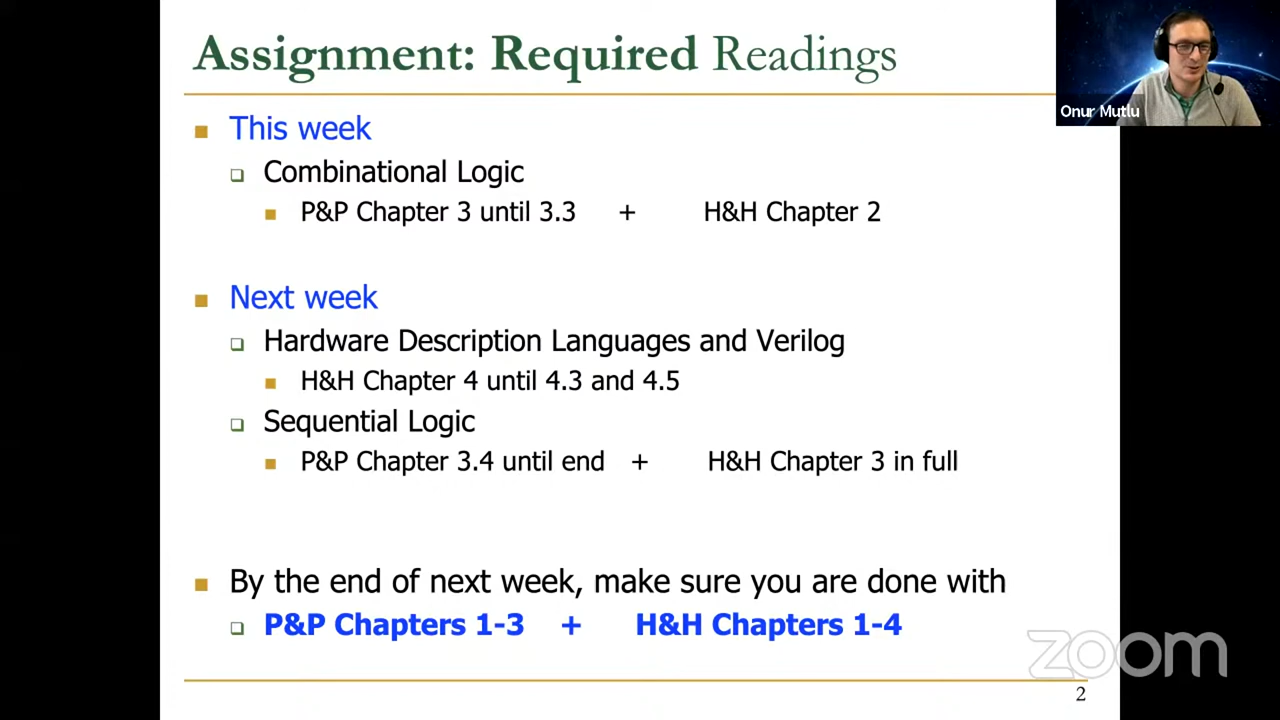 Assignment: Required Readings
Onur Mutlu
This week
Combinational Logic
P&P Chapter 3 until 3.3 + H&H Chapter 2
Next week
Hardware Description Languages and Verilog
H&H Chapter 4 until 4.3 and 4.5
Sequential Logic
P&P Chapter 3.4 until end + H&H Chapter 3 in full
By the end of next week, make sure you are done with
P&P Chapters 1-3 + H&H Chapters 1-4
zoom
2